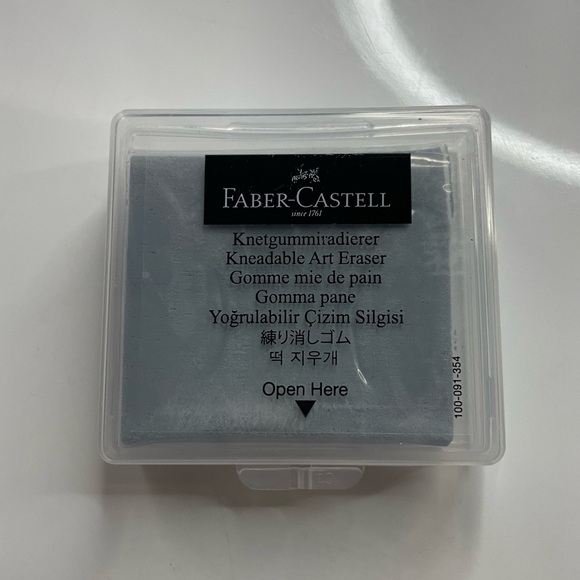 FABER-CASTELL
since 1761
Knetgummiradierer
Kneadable Art Eraser
Gomme mie de pain
Gomma pane
Yoğrulabilir Çizim Silgisi
練り消しゴム
떡 지우개
Open Here
100-091-354